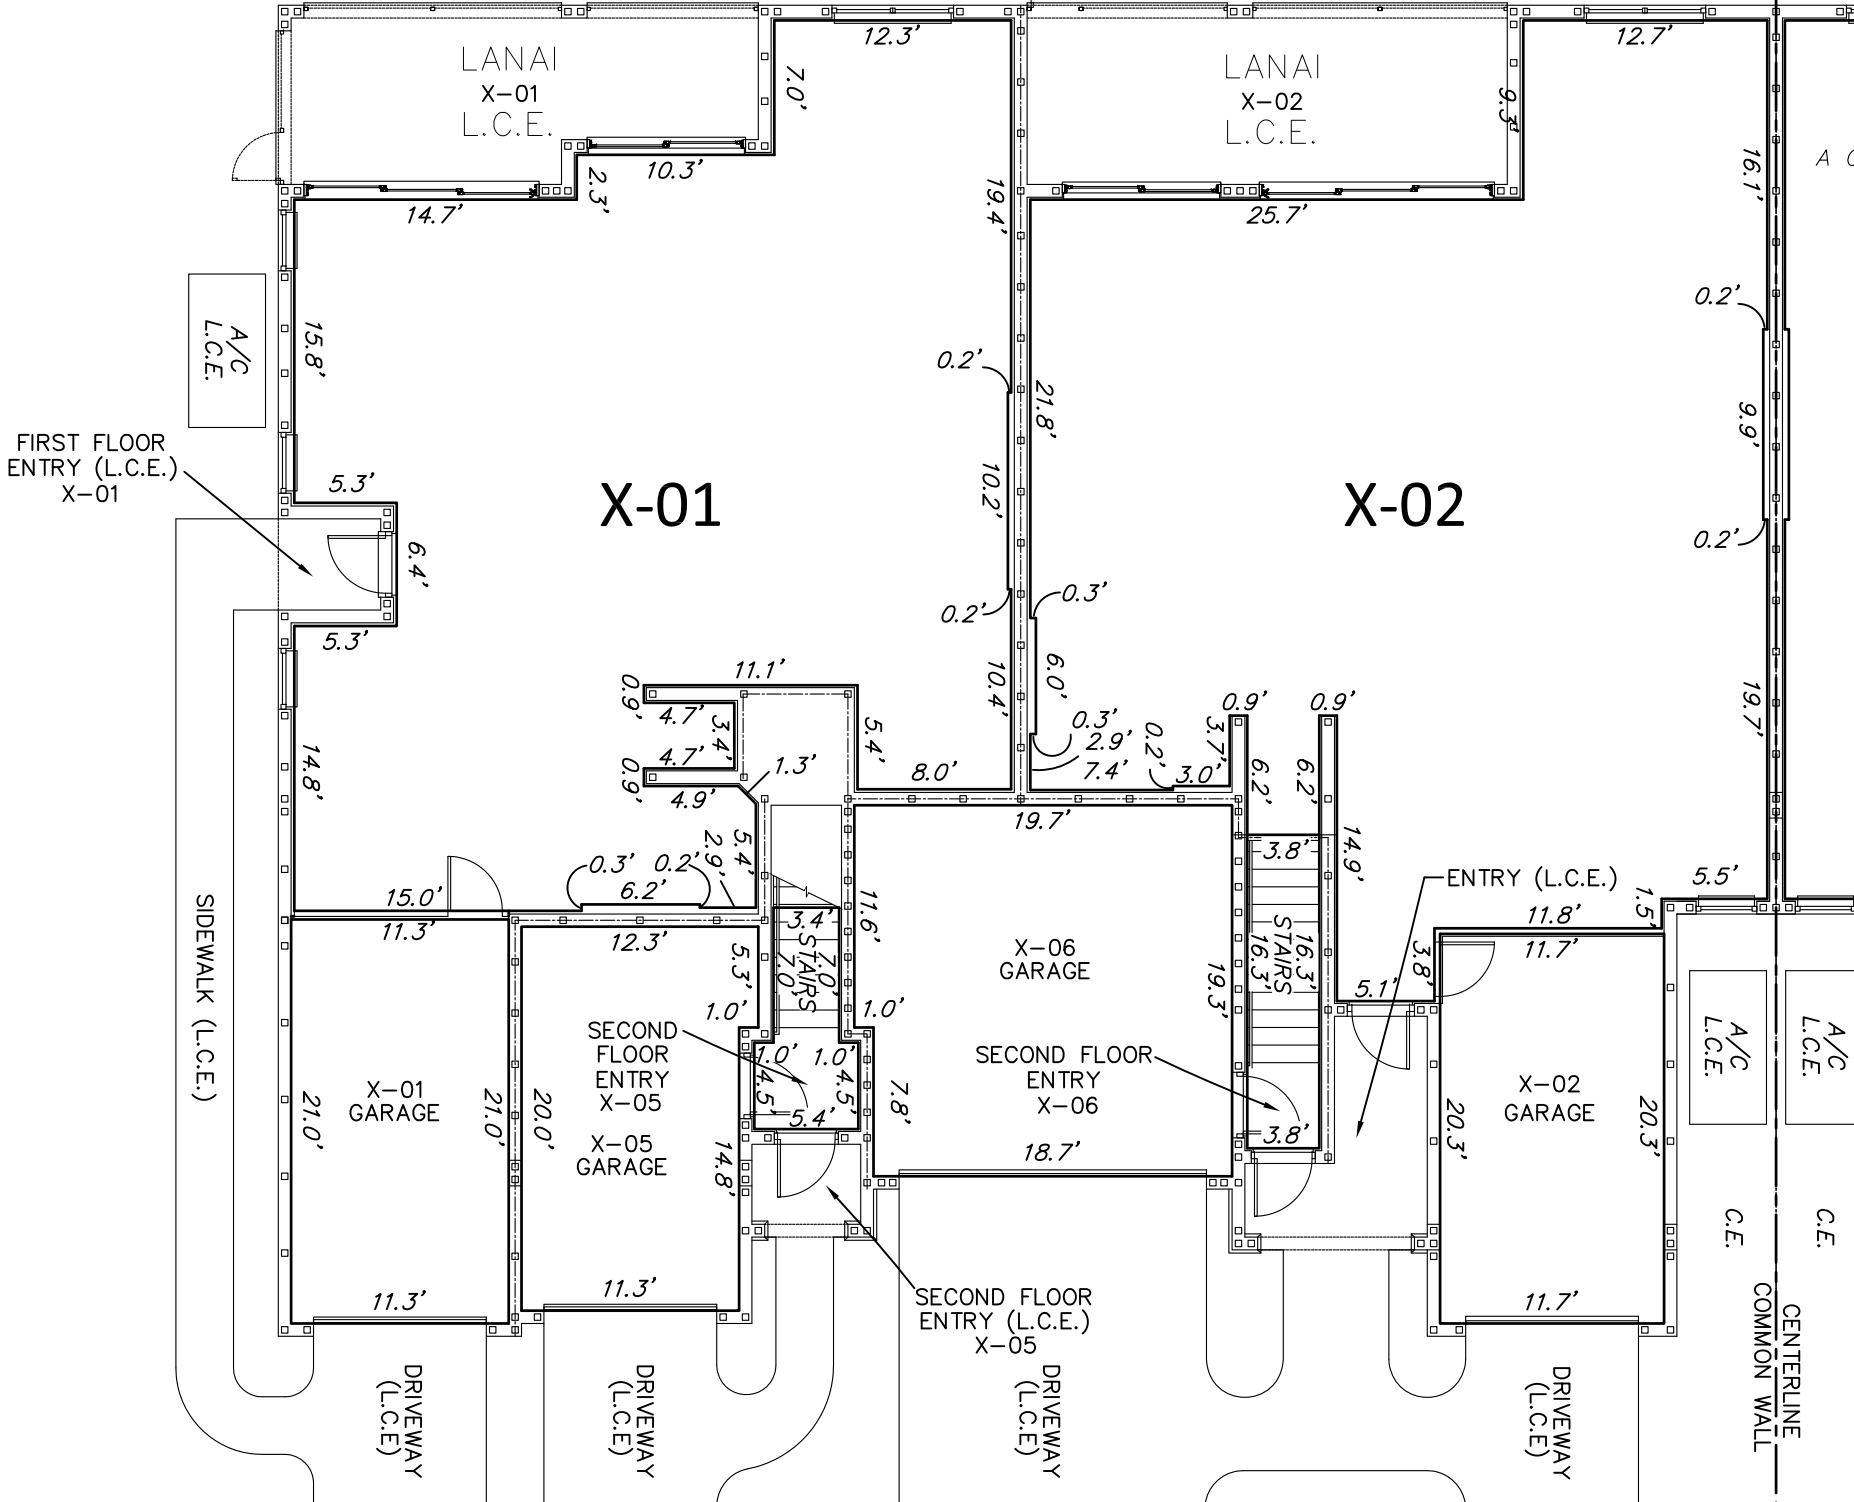 12.3'
12.7'
LANAI
X-01
L.C.E.
LANAI
X-02
L.C.E.
7.0'
9.3'
10.3'
2.3'
14.7'
25.7'
19.4'
16.1'
A C
A/C
L.C.E.
15.8'
0.2'
21.8'
0.2'
9.9'
0.2'
FIRST FLOOR
ENTRY (L.C.E.)
X-01
5.3'
6.4'
5.3'
X-01
X-02
10.2'
0.2'
0.3'
6.0'
0.3'
2.9'
10.4'
11.1'
0.9'
4.7'
3.4'
4.7'
0.9'
4.9'
1.3'
5.4'
8.0'
7.4'
0.2'
3.0'
3.7'
0.9'
0.9'
6.2'
6.2'
19.7'
14.8'
5.4'
2.9'
0.3'
0.2'
6.2'
15.0'
11.3'
12.3'
5.3'
1.0'
3.4'
STAIRS
7.0'
7.0'
11.6'
1.0'
19.7'
X-06
GARAGE
19.3'
3.8'
STAIRS
16.3'
16.3'
14.9'
ENTRY (L.C.E.)
5.5'
1.5'
11.8'
11.7'
3.8'
5.1'
SIDEWALK (L.C.E.)
X-01
GARAGE
21.0'
21.0'
20.0'
SECOND
FLOOR
ENTRY
X-05
X-05
GARAGE
1.0'
1.0'
4.5'
4.5'
5.4'
14.8'
7.8'
SECOND FLOOR
ENTRY
X-06
3.8'
18.7'
X-02
GARAGE
20.3'
20.3'
A/C
L.C.E.
A/C
L.C.E.
C.E.
C.E.
11.3'
11.3'
11.7'
SECOND FLOOR
ENTRY (L.C.E.)
X-05
CENTERLINE
COMMON WALL
DRIVEWAY
(L.C.E)
DRIVEWAY
(L.C.E)
DRIVEWAY
(L.C.E)
DRIVEWAY
(L.C.E)